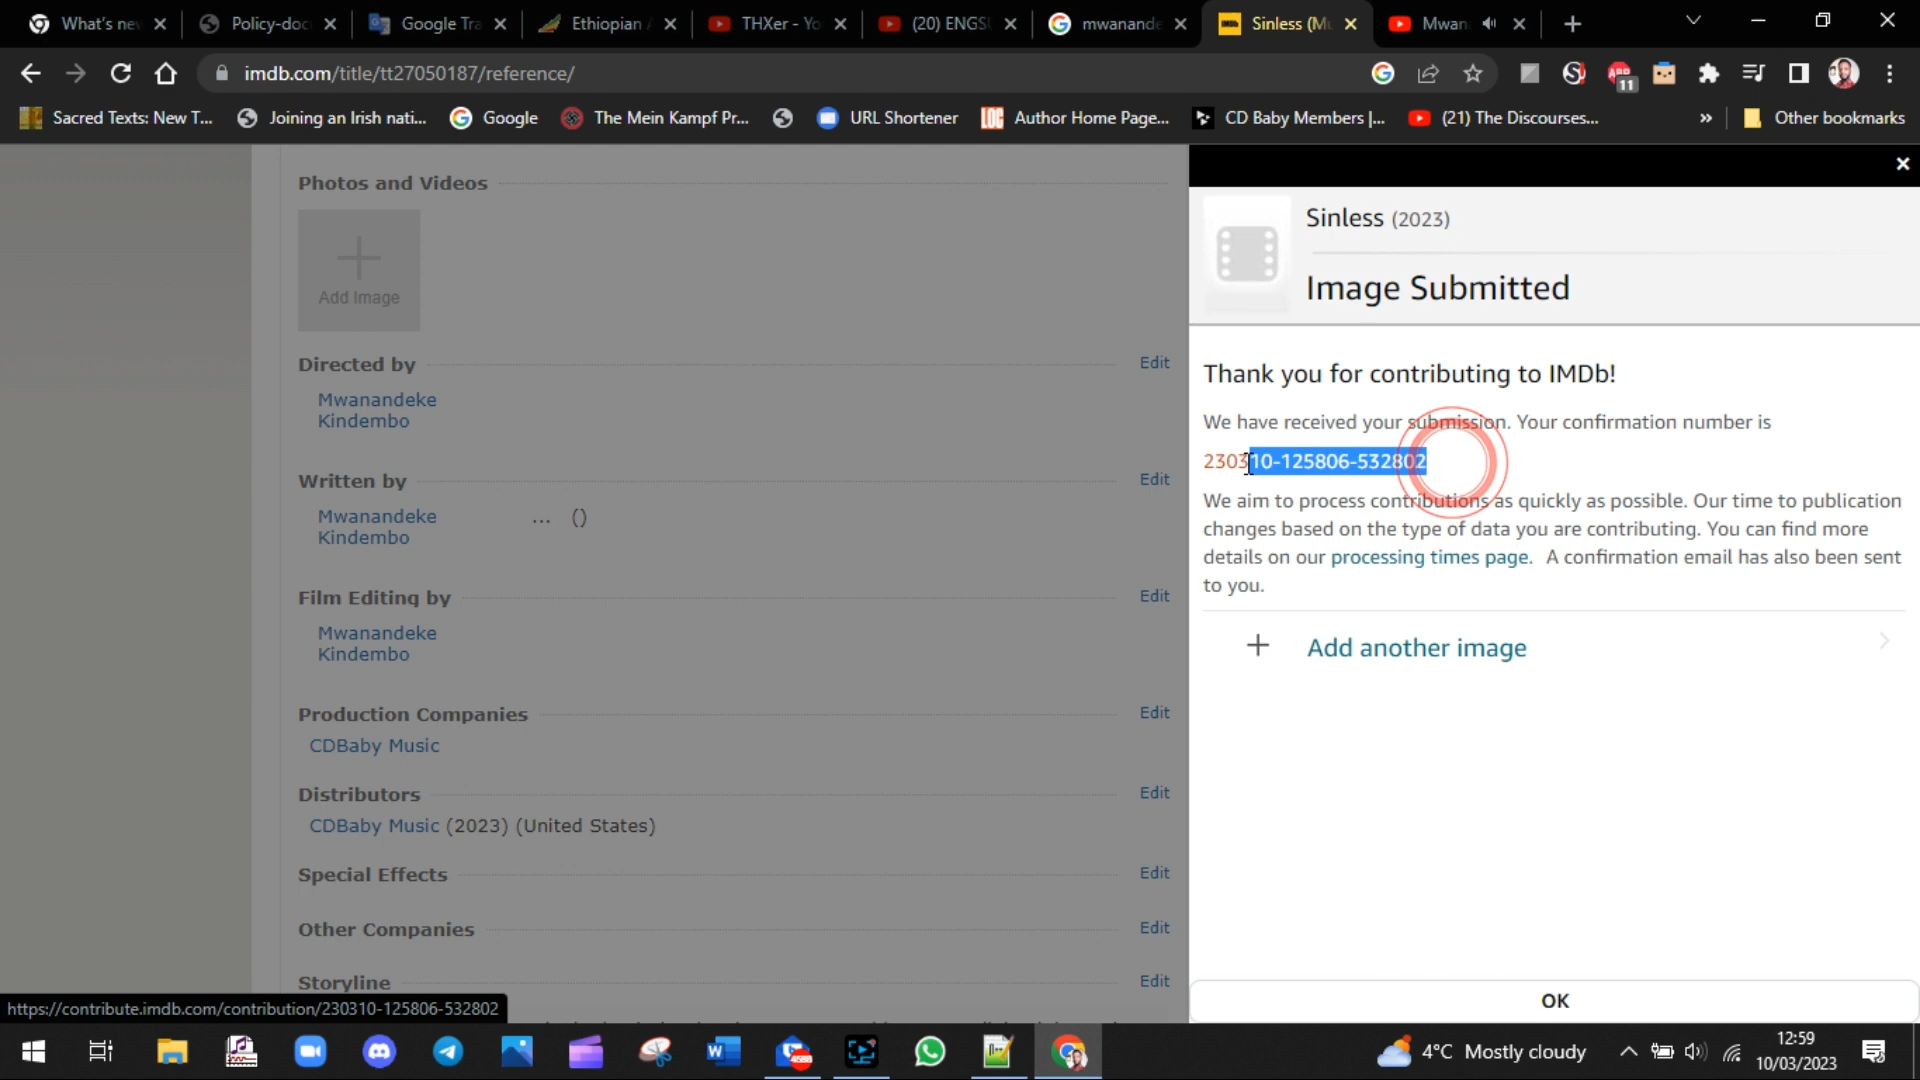 What's ne
Policy-doc
Google Tra
Ethiopian
THXer - Yo
(20) ENGS
mwanande
Sinless (Mu
Mwan
imdb.com/title/tt27050187/reference/
11
Sacred Texts: New T...
Joining an Irish nati...
Google
The Mein Kampf Pr...
URL Shortener
Author Home Page...
CD Baby Members |...
(21) The Discourses...
»
Other bookmarks
Photos and Videos
Add Image
Directed by
Edit
Mwanandeke
Kindembo
Written by
Edit
Mwanandeke ... ()
Kindembo
Film Editing by
Edit
Mwanandeke
Kindembo
Production Companies
Edit
CDBaby Music
Distributors
Edit
CDBaby Music (2023) (United States)
Special Effects
Edit
Other Companies
Edit
Storyline
Edit
Sinless (2023)
Image Submitted
Thank you for contributing to IMDb!
We have received your submission. Your confirmation number is
230310-125806-532802
We aim to process contributions as quickly as possible. Our time to publication
changes based on the type of data you are contributing. You can find more
details on our processing times page. A confirmation email has also been sent
to you.
Add another image
OK
https://contribute.imdb.com/contribution/230310-125806-532802
4°C Mostly cloudy
12:59
10/03/2023